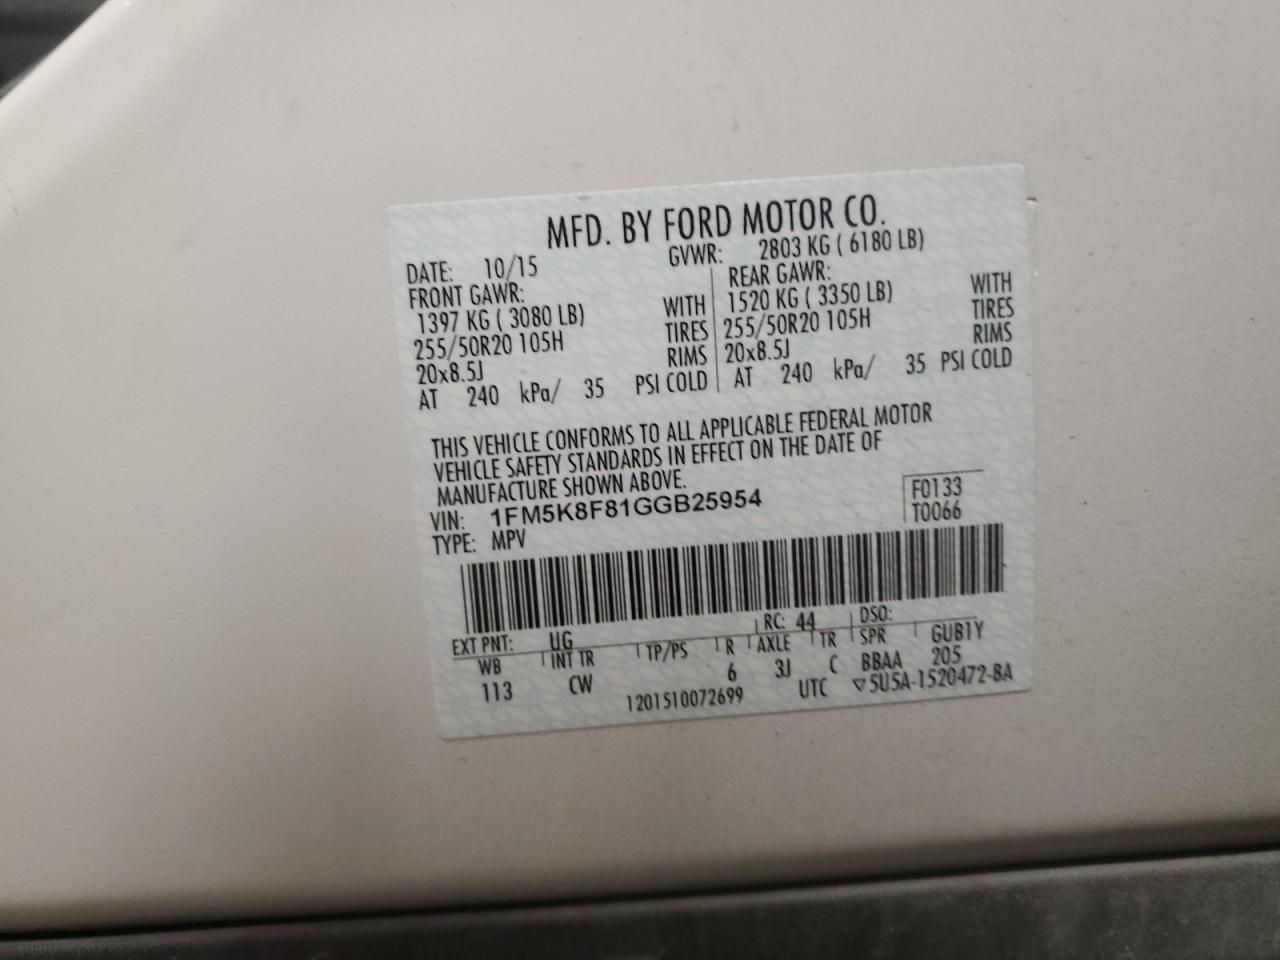 MFD. BY FORD MOTOR CO.
DATE: 10/15 GVWR: 2803 KG ( 6180 LB)
FRONT GAWR: REAR GAWR:
1397 KG ( 3080 LB) WITH 1520 KG ( 3350 LB) WITH
255/50R20 105H TIRES 255/50R20 105H TIRES
20x8.5J RIMS 20x8.5J RIMS
AT 240 kPa/ 35 PSI COLD AT 240 kPa/ 35 PSI COLD
THIS VEHICLE CONFORMS TO ALL APPLICABLE FEDERAL MOTOR
VEHICLE SAFETY STANDARDS IN EFFECT ON THE DATE OF
MANUFACTURE SHOWN ABOVE.
VIN: 1FM5K8F81GGB25954 F0133
TYPE: MPV T0066
EXT PNT: UG RC: 44 DSO:
WB INT TR TP/PS R AXLE TR SPR GUB1Y
113 CW 6 3J C BBAA 205
1201510072699 UTC ▽5U5A-1520472-BA